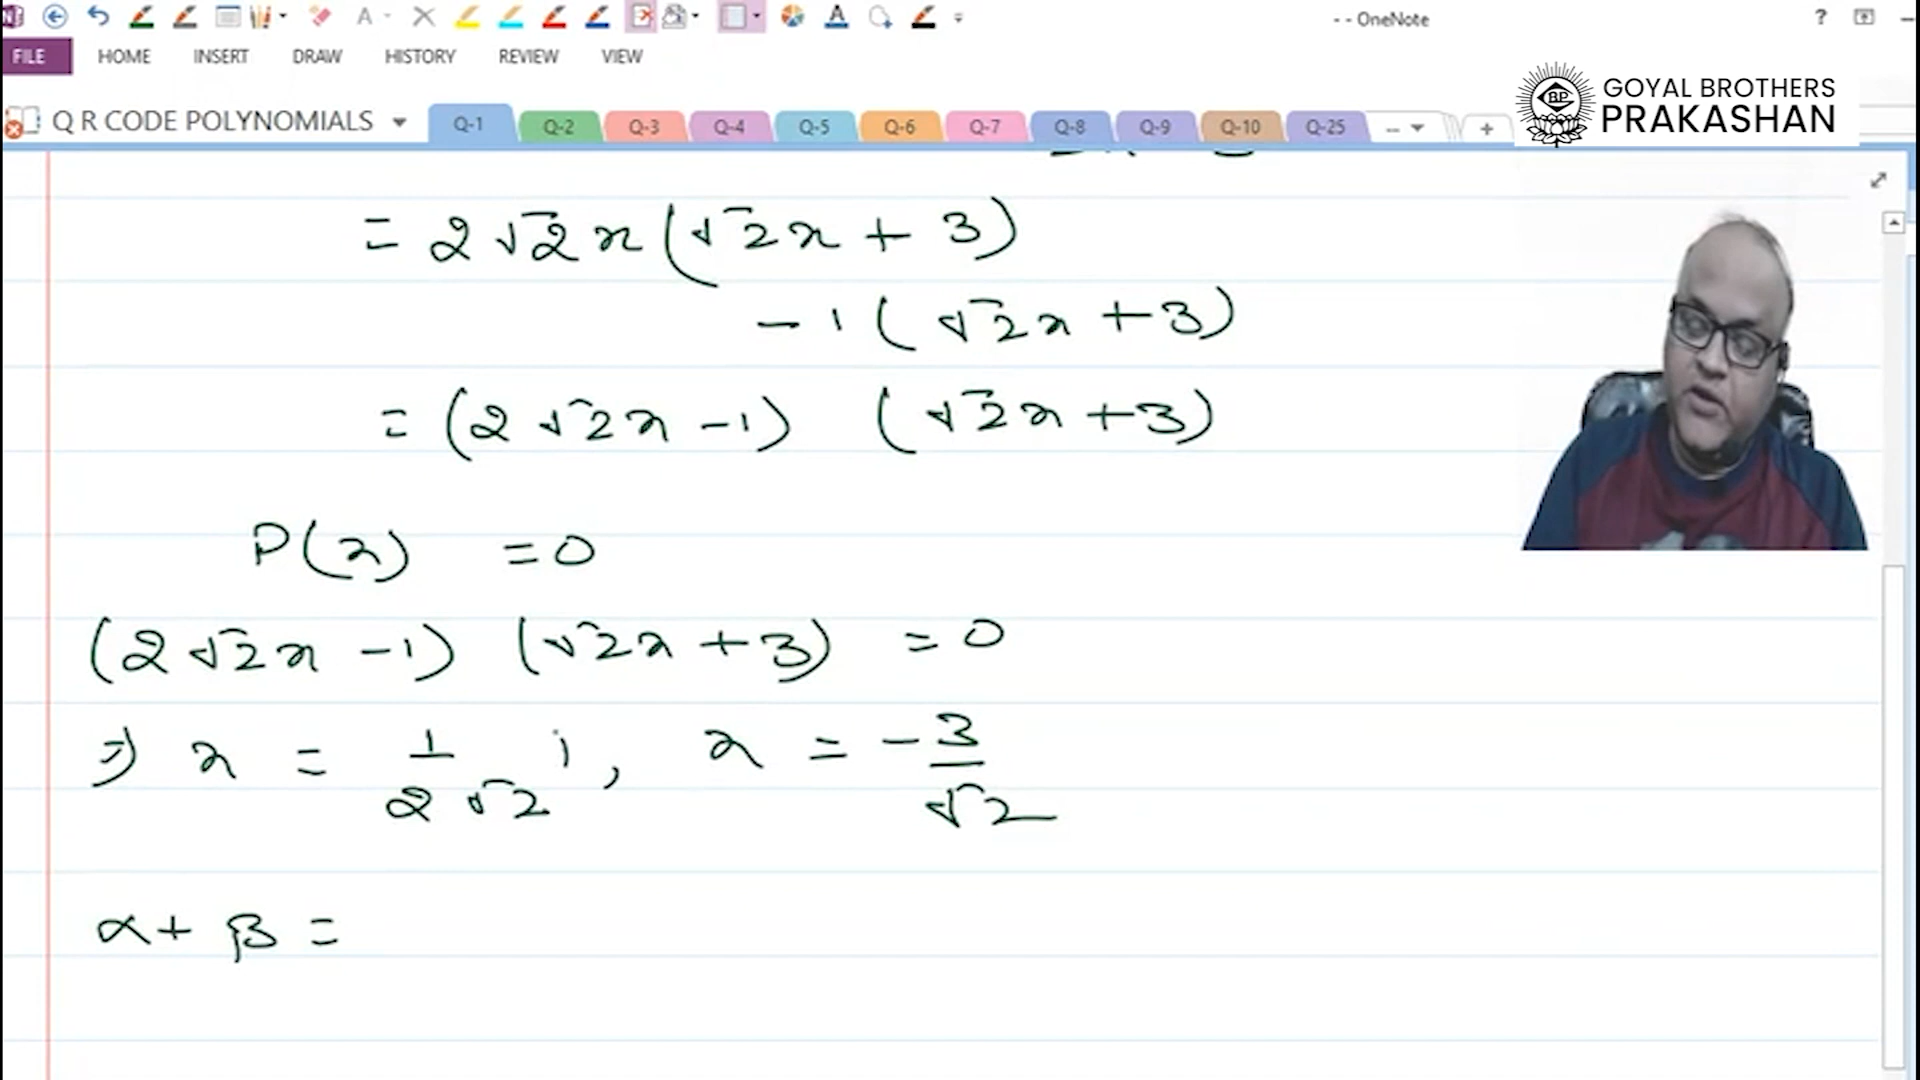 - - OneNote
?
FILE HOME INSERT DRAW HISTORY REVIEW VIEW
GOYAL BROTHERS
PRAKASHAN
BP
Q R CODE POLYNOMIALS
Q-1 Q-2 Q-3 Q-4 Q-5 Q-6 Q-7 Q-8 Q-9 Q-10 Q-25
= 2√2x (√2x + 3)
- 1 (√2x + 3)
= (2√2x - 1) (√2x + 3)
P(x) = 0
(2√2x - 1) (√2x + 3) = 0
⇒ x = 1/2√2 ; , x = -3/√2
α + β =